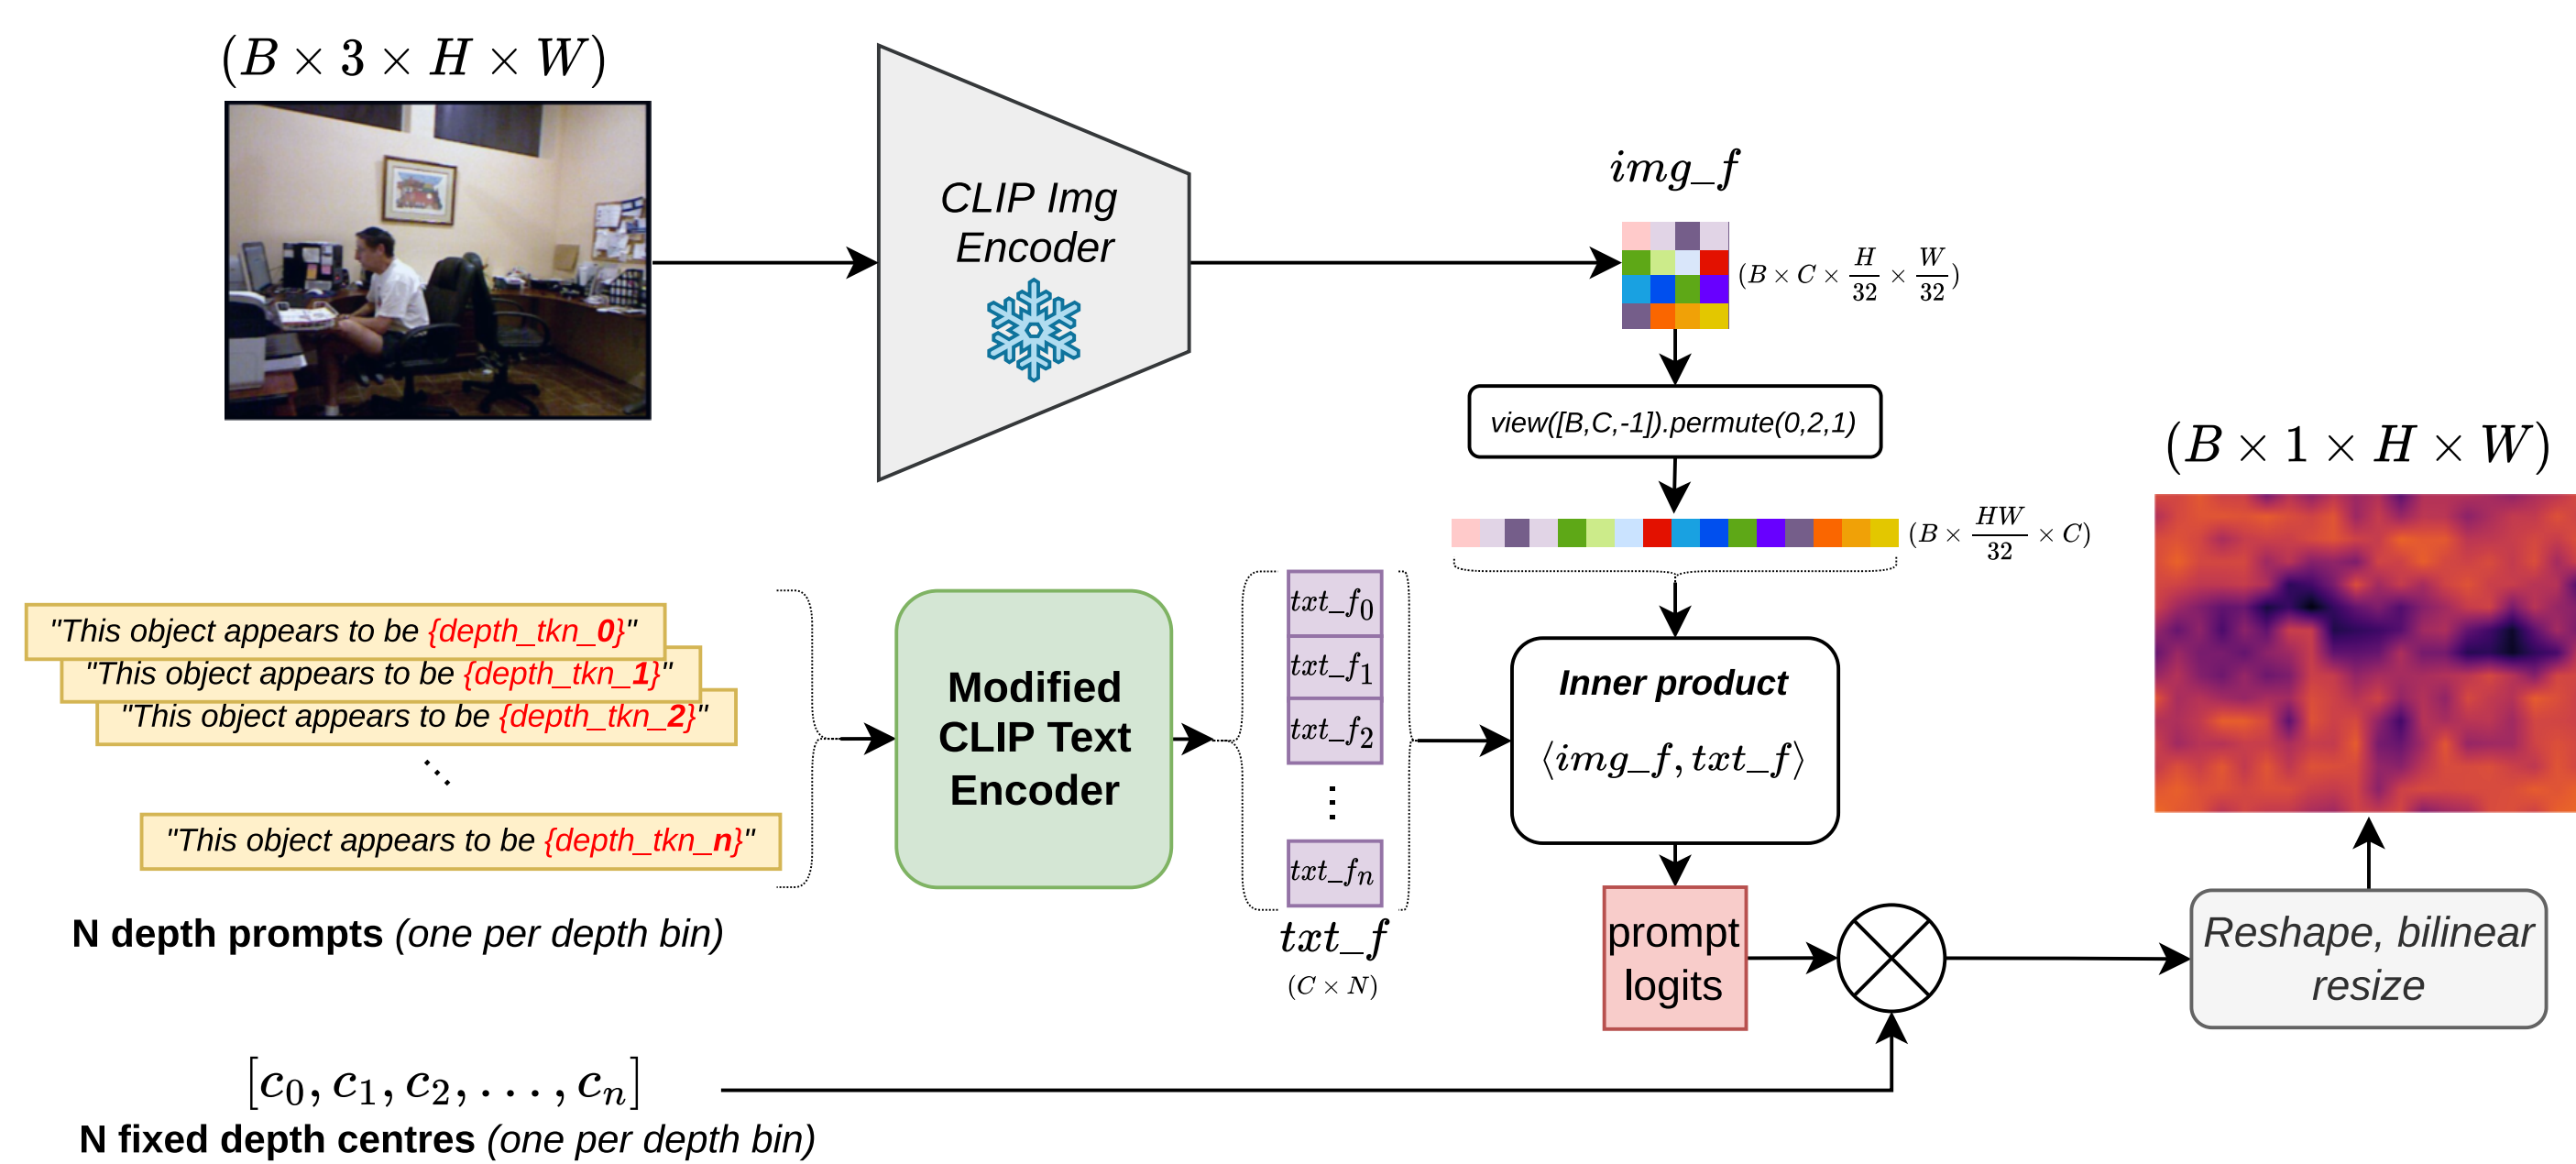 (B × 3 × H × W)
CLIP Img
Encoder
img_f
(B × C × H/32 × W/32)
view([B,C,-1]).permute(0,2,1)
(B × HW/32 × C)
(B × 1 × H × W)
"This object appears to be {depth_tkn_0}"
"This object appears to be {depth_tkn_1}"
"This object appears to be {depth_tkn_2}"
⋱
"This object appears to be {depth_tkn_n}"
N depth prompts (one per depth bin)
Modified
CLIP Text
Encoder
txt_f₀
txt_f₁
txt_f₂
⋮
txt_fₙ
txt_f
(C × N)
Inner product
⟨img_f, txt_f⟩
prompt
logits
Reshape, bilinear
resize
[c₀, c₁, c₂, . . . , cₙ]
N fixed depth centres (one per depth bin)